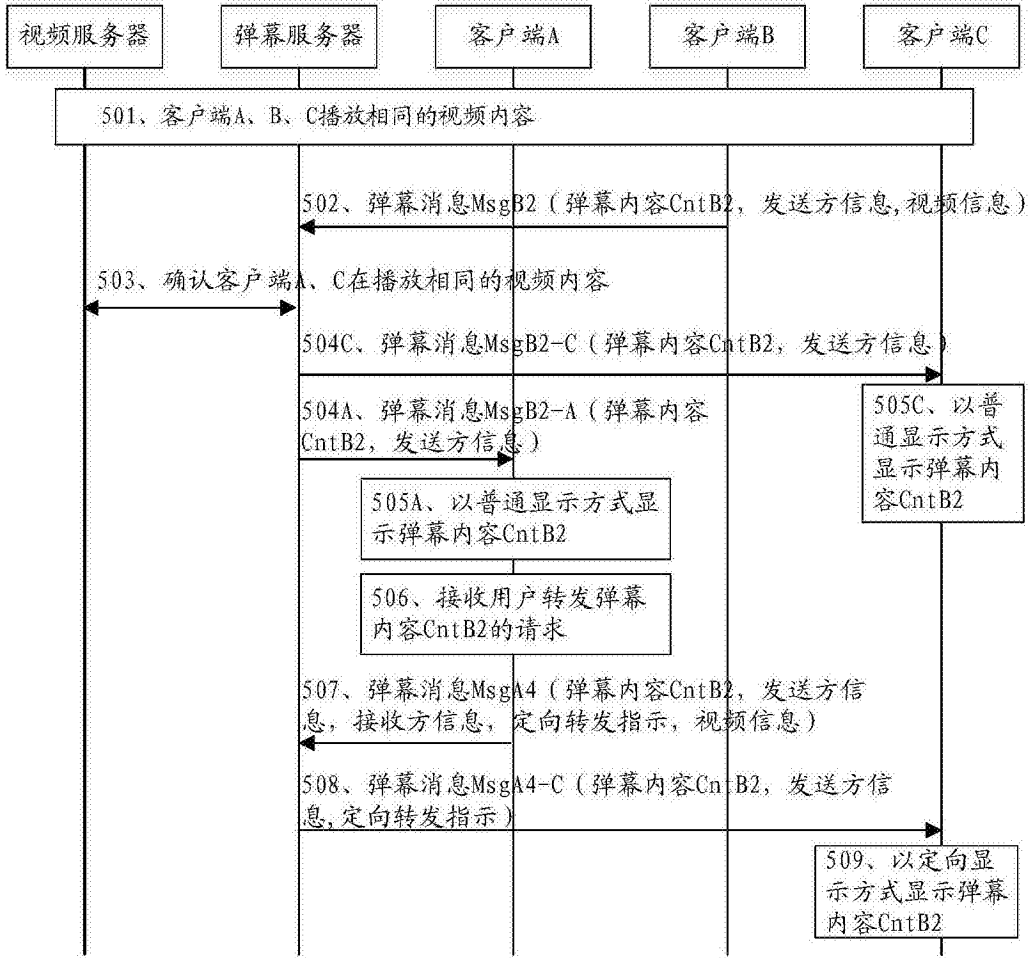 视频服务器
弹幕服务器
客户端A
客户端B
客户端C
501、客户端A、B、C播放相同的视频内容
502、弹幕消息MsgB2（弹幕内容CntB2，发送方信息,视频信息）
503、确认客户端A、C在播放相同的视频内容
504C、弹幕消息MsgB2-C（弹幕内容CntB2，发送方信息）
504A、弹幕消息MsgB2-A（弹幕内容
CntB2，发送方信息）
505C、以普
通显示方式
显示弹幕内
容CntB2
505A、以普通显示方式显
示弹幕内容CntB2
506、接收用户转发弹幕
内容CntB2的请求
507、弹幕消息MsgA4（弹幕内容CntB2，发送方信
息，接收方信息，定向转发指示，视频信息）
508、弹幕消息MsgA4-C（弹幕内容CntB2，发送方信
息,定向转发指示）
509、以定向显
示方式显示弹幕
内容CntB2